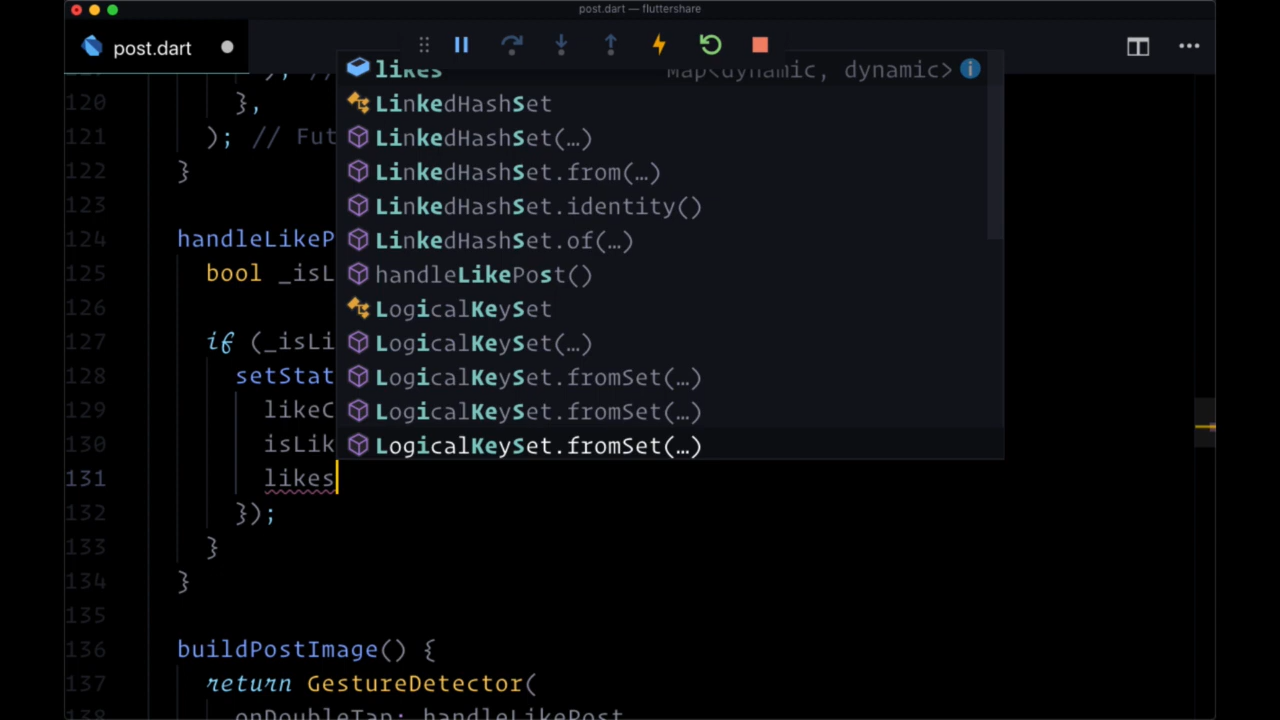 post.dart — fluttershare
post.dart
likes Map<dynamic, dynamic>
LinkedHashSet
LinkedHashSet(…)
LinkedHashSet.from(…)
LinkedHashSet.identity()
LinkedHashSet.of(…)
handleLikePost()
LogicalKeySet
LogicalKeySet(…)
LogicalKeySet.fromSet(…)
LogicalKeySet.fromSet(…)
LogicalKeySet.fromSet(…)
120 },
121 ); // Fut
122 }
123
124 handleLikeP
125 bool _isL
126
127 if (_isLi
128 setStat
129 likeC
130 isLik
131 likes
132 });
133 }
134 }
135
136 buildPostImage() {
137 return GestureDetector(
138 onDoubleTap: handleLikePost,